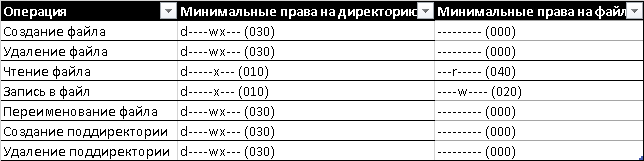 Операция Минимальные права на директорию Минимальные права на файл
Создание файла d----wx--- (030) --------- (000)
Удаление файла d----wx--- (030) --------- (000)
Чтение файла d-----x--- (010) ---r----- (040)
Запись в файл d-----x--- (010) ----w---- (020)
Переименование файла d----wx--- (030) --------- (000)
Создание поддиректории d----wx--- (030) --------- (000)
Удаление поддиректории d----wx--- (030) --------- (000)